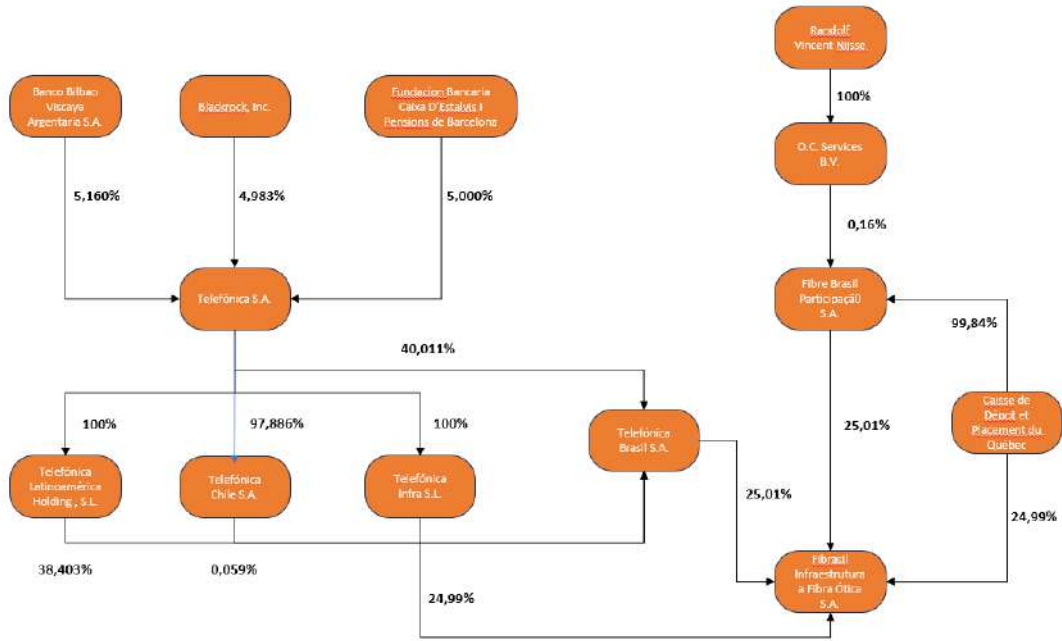 Vincent Nijsse.
Banco Bilbao
Viscaya
Argentaria S.A.
Blackrock, Inc.
Fundacion Bancaria
Caixa D'Estalvis I
Pensions de Barcelona
100%
O.C. Services
B.V.
5,160%
4,983%
5,000%
0,16%
Telefónica S.A.
Fibre Brasil
S.A.
99,84%
40,011%
100%
97,886%
100%
Telefónica
Brasil S.A.
25,01%
Caisse de
Dépôt et
Placement du
Québec
Telefónica
Latinoamérica
Holding , S.L.
Telefónica
Chile S.A.
Telefónica
Infra S.L.
25,01%
24,99%
38,403%
0,059%
24,99%
Fibrasil
Infraestrutura
a Fibra Ótica
S.A.